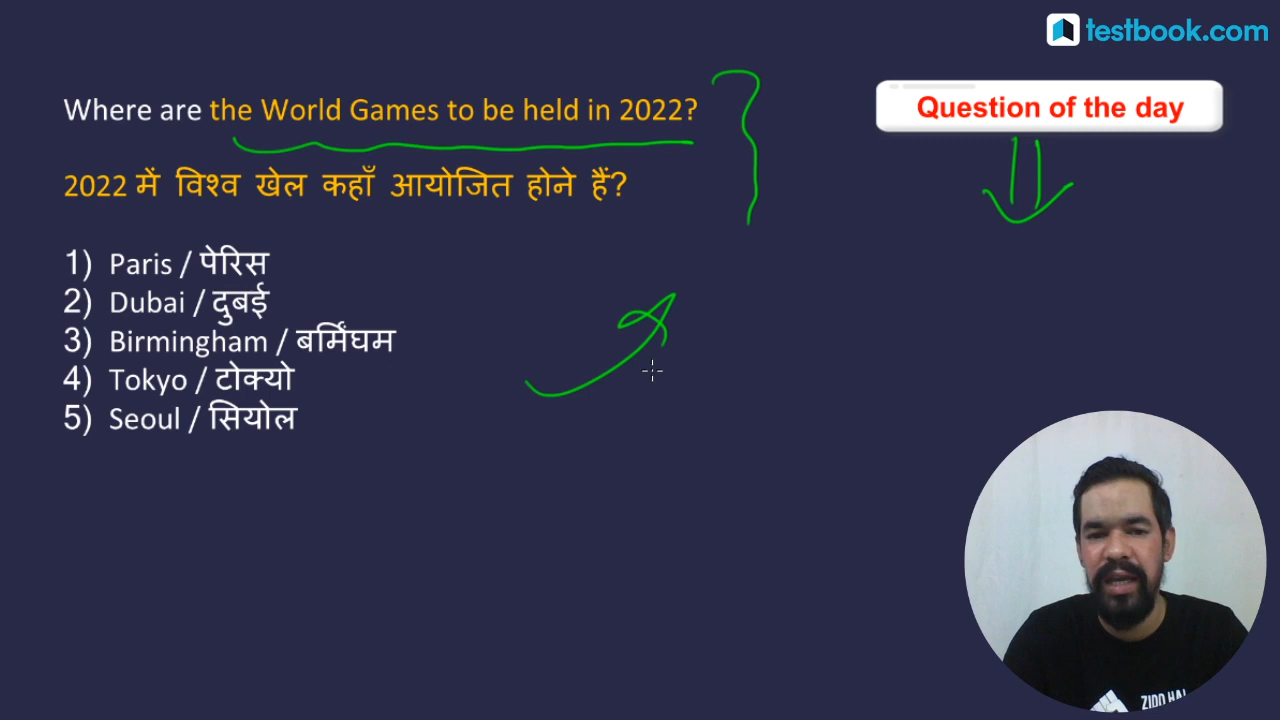 testbook.com
Where are the World Games to be held in 2022?
Question of the day
2022 में विश्व खेल कहाँ आयोजित होने हैं?
1) Paris / पेरिस
2) Dubai / दुबई
3) Birmingham / बर्मिंघम
4) Tokyo / टोक्यो
5) Seoul / सियोल